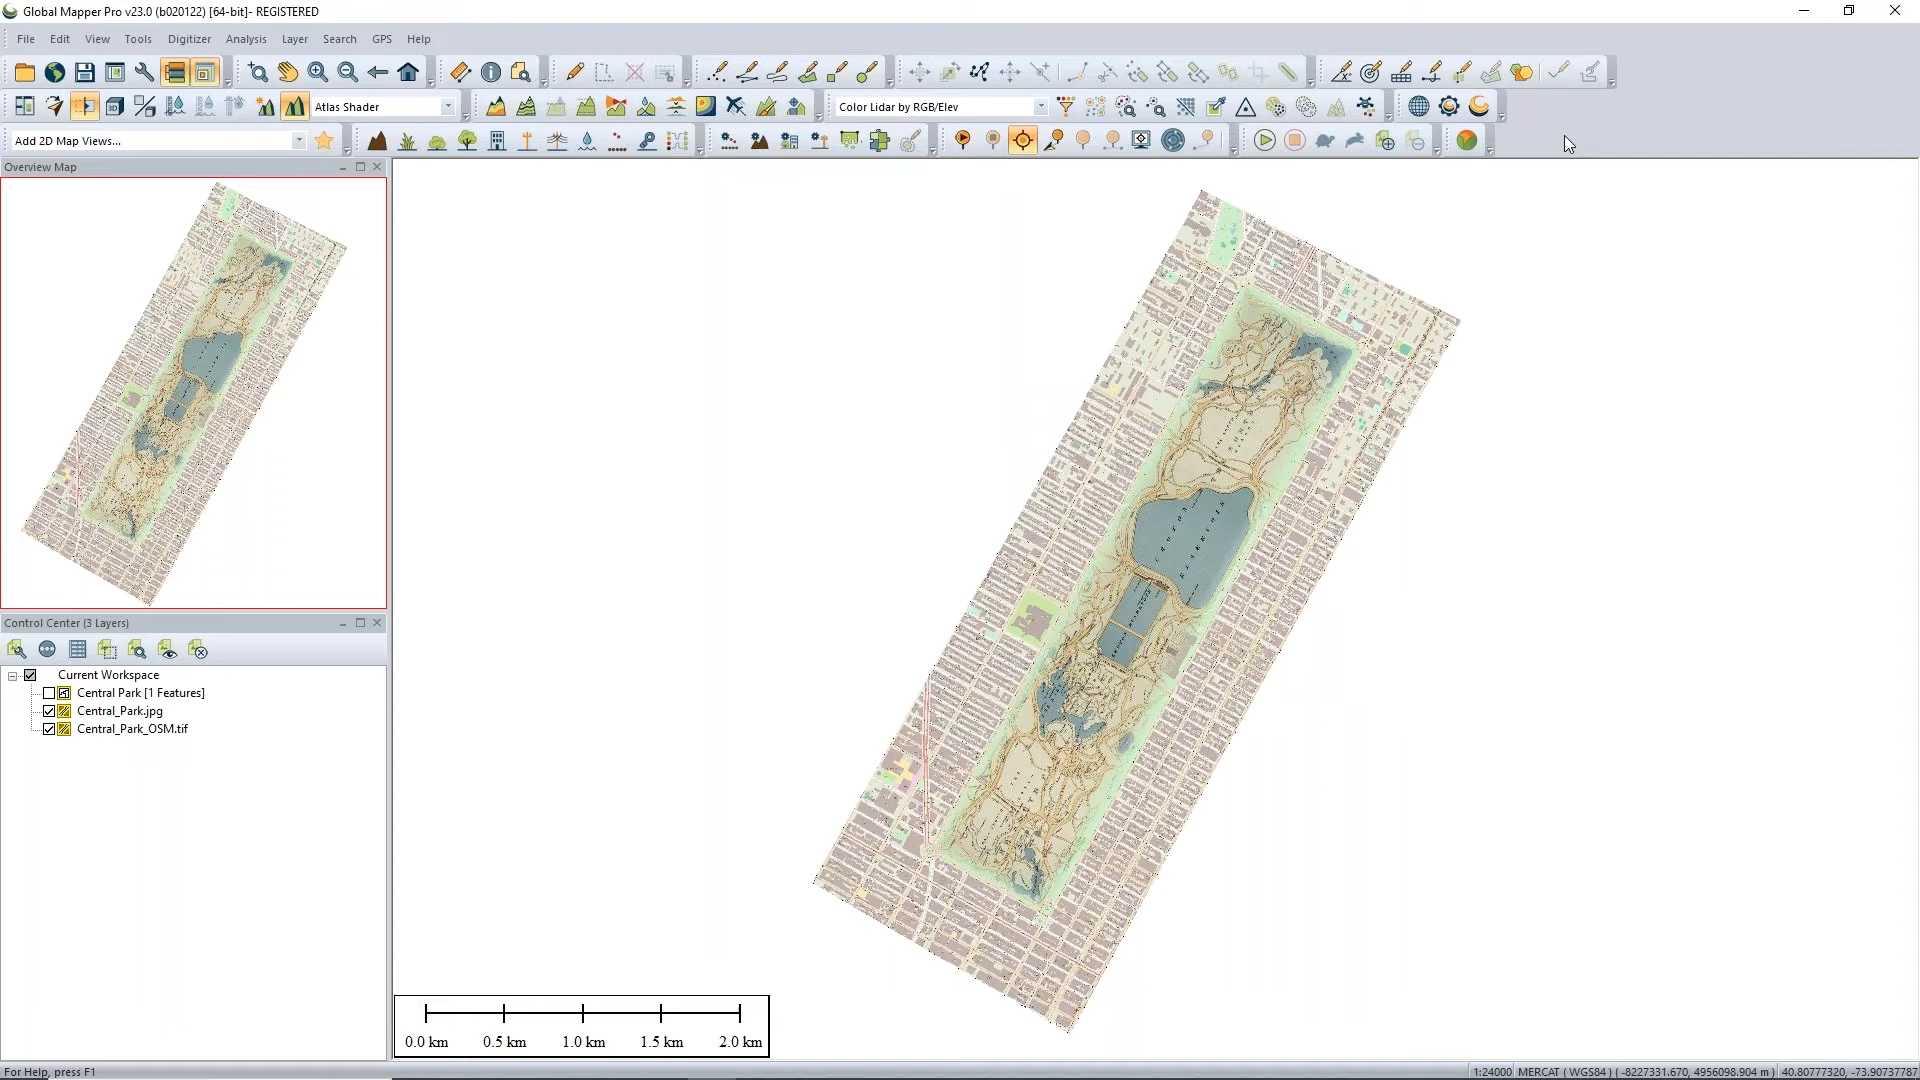 Global Mapper Pro v23.0 (b020122) [64-bit]- REGISTERED
File Edit View Tools Digitizer Analysis Layer Search GPS Help
Atlas Shader
Color Lidar by RGB/Elev
Add 2D Map Views...
Overview Map
Control Center (3 Layers)
Current Workspace
Central Park [1 Features]
Central_Park.jpg
Central_Park_OSM.tif
0.0 km 0.5 km 1.0 km 1.5 km 2.0 km
For Help, press F1
1:24000 MERCAT ( WGS84 ) ( -8227331.670, 4956098.904 m ) 40.80777320, -73.90737787